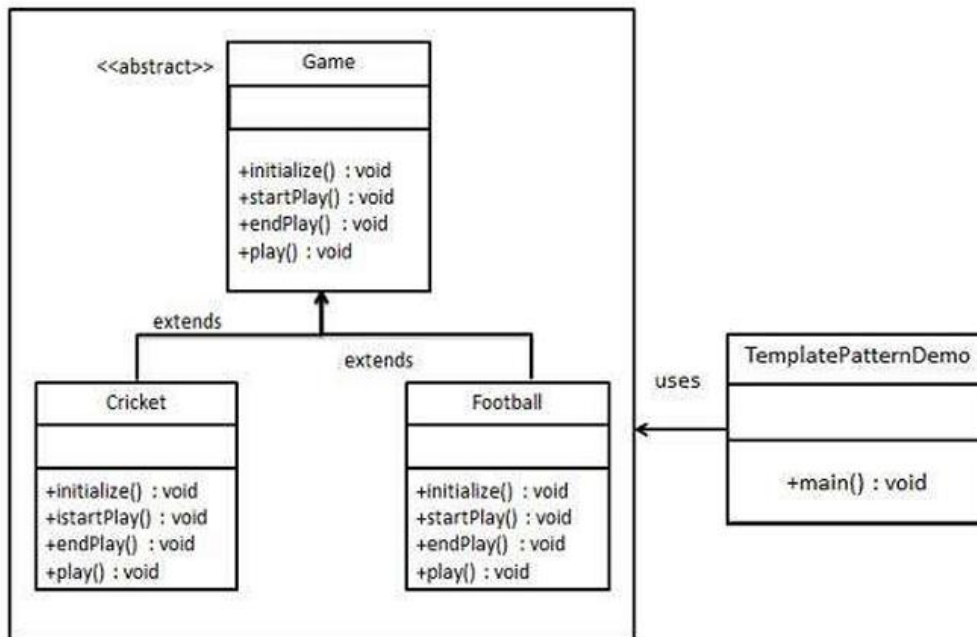 <<abstract>>
Game
+initialize() : void
+startPlay() : void
+endPlay() : void
+play() : void
extends
extends
Cricket
+initialize() : void
+istartPlay() : void
+endPlay() : void
+play() : void
Football
+initialize() : void
+startPlay() : void
+endPlay() : void
+play() : void
uses
TemplatePatternDemo
+main() : void